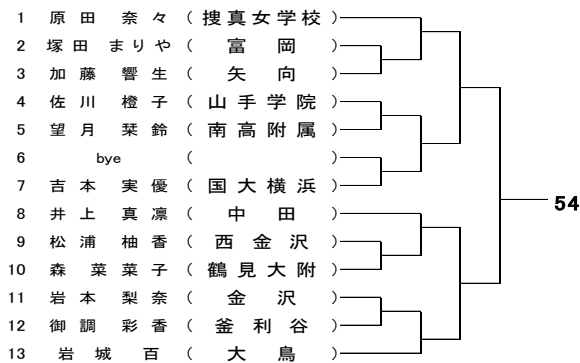 1 原田 奈々 ( 捜真女学校 )
2 塚田 まりや ( 富岡 )
3 加藤 響生 ( 矢向 )
4 佐川 橙子 ( 山手学院 )
5 望月 栞鈴 ( 南高附属 )
6 bye ( )
7 吉本 実優 ( 国大横浜 )
54
8 井上 真凛 ( 中田 )
9 松浦 柚香 ( 西金沢 )
10 森 菜菜子 ( 鶴見大附 )
11 岩本 梨奈 ( 金沢 )
12 御調 彩香 ( 釜利谷 )
13 岩城 百 ( 大鳥 )